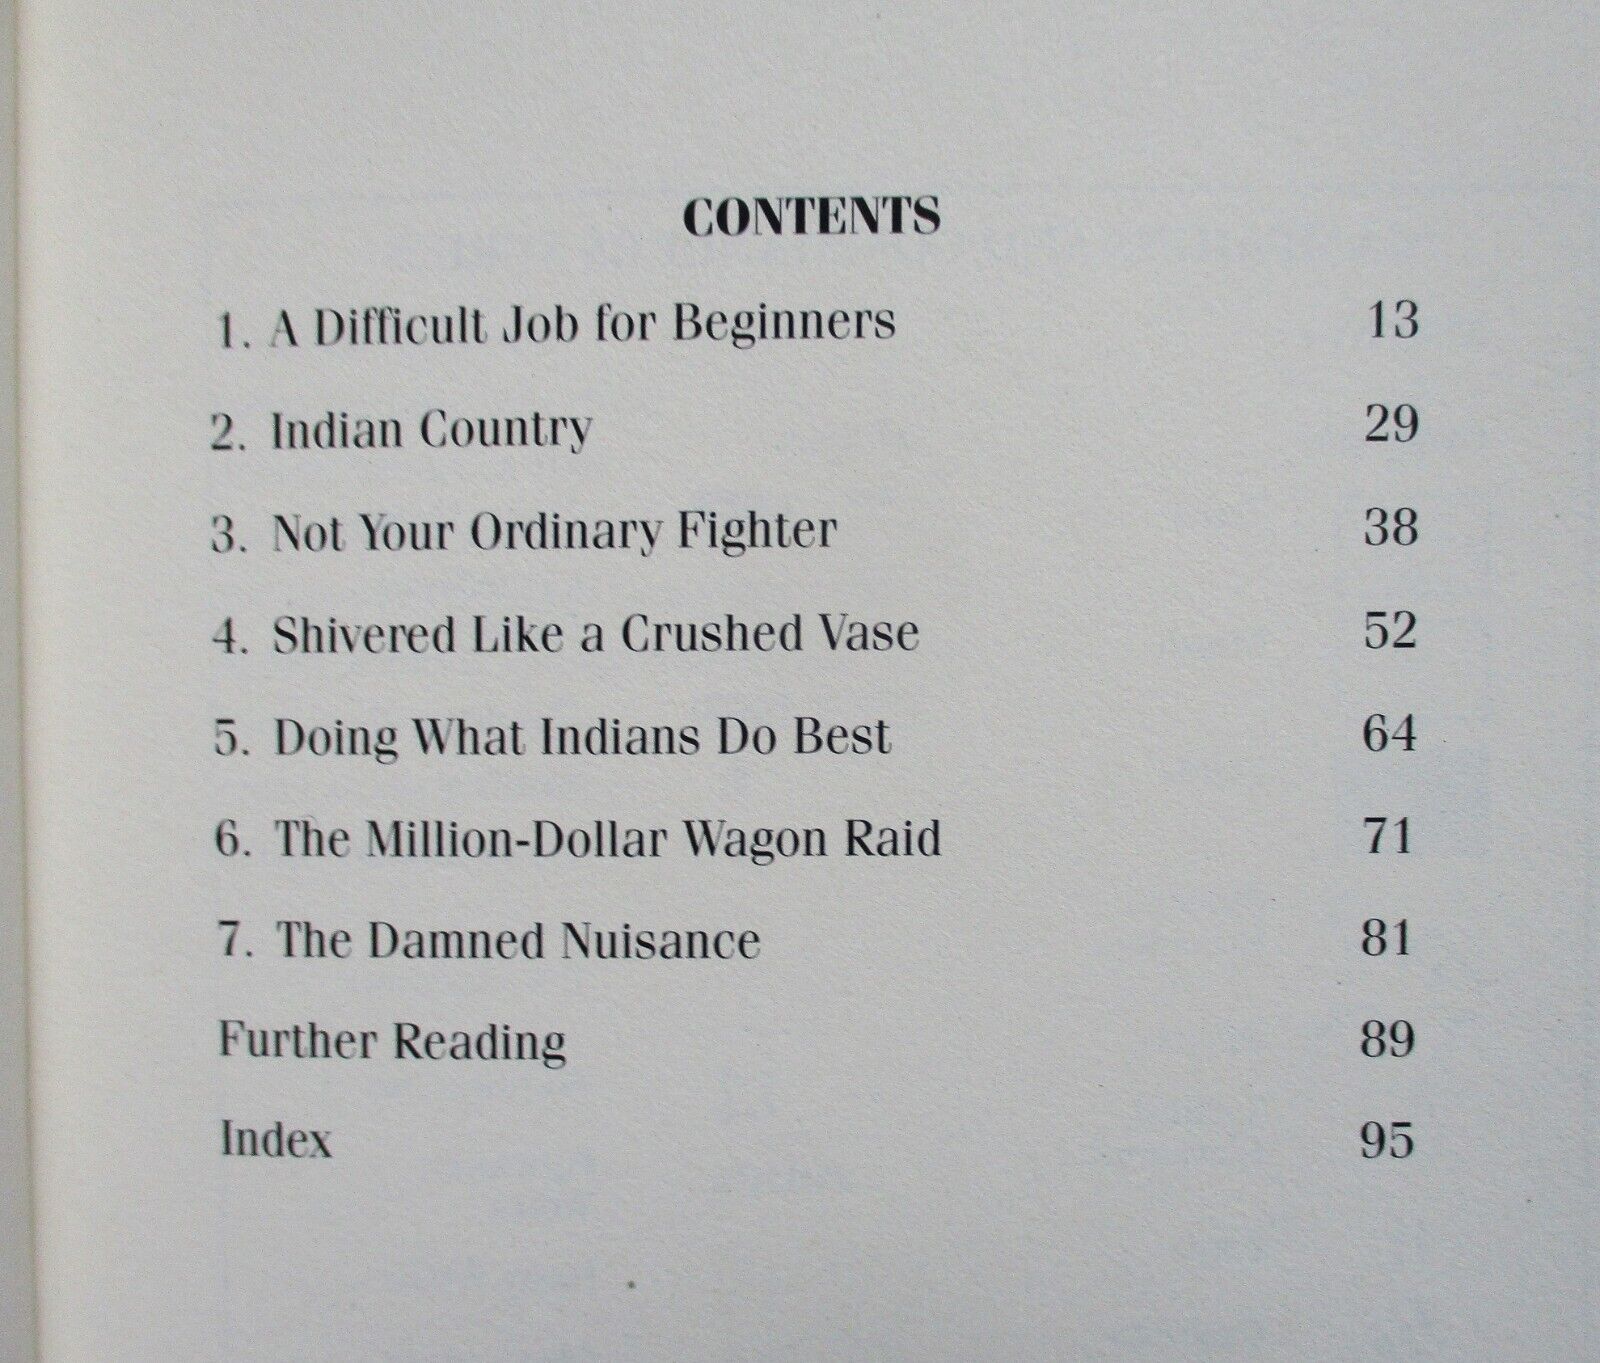 CONTENTS
1. A Difficult Job for Beginners 13
2. Indian Country 29
3. Not Your Ordinary Fighter 38
4. Shivered Like a Crushed Vase 52
5. Doing What Indians Do Best 64
6. The Million-Dollar Wagon Raid 71
7. The Damned Nuisance 81
Further Reading 89
Index 95